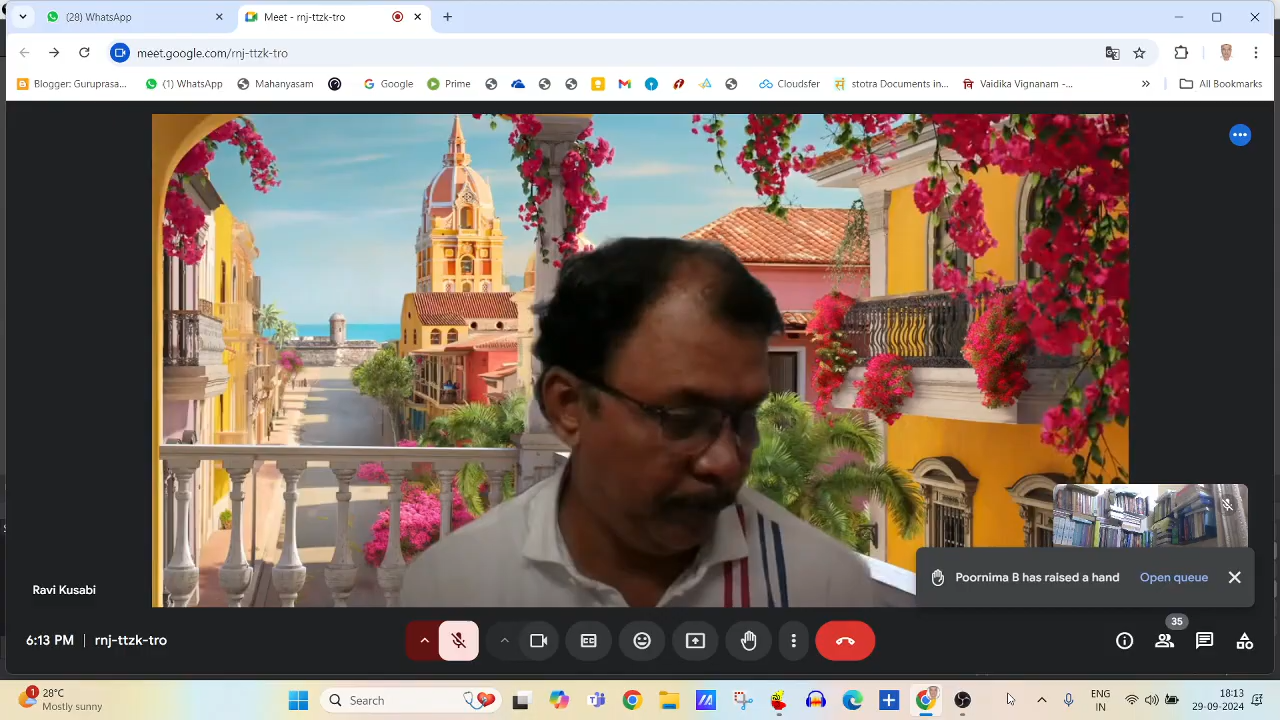 (28) WhatsApp
Meet - rnj-ttzk-tro
meet.google.com/rnj-ttzk-tro
Blogger: Guruprasa...
(1) WhatsApp
Mahanyasam
Google
Prime
Cloudsfer
stotra Documents in...
Vaidika Vignanam -...
»
All Bookmarks
Poornima B has raised a hand
Open queue
Ravi Kusabi
35
6:13 PM | rnj-ttzk-tro
1
28°C
Mostly sunny
Search
ENG
IN
18:13
29-09-2024